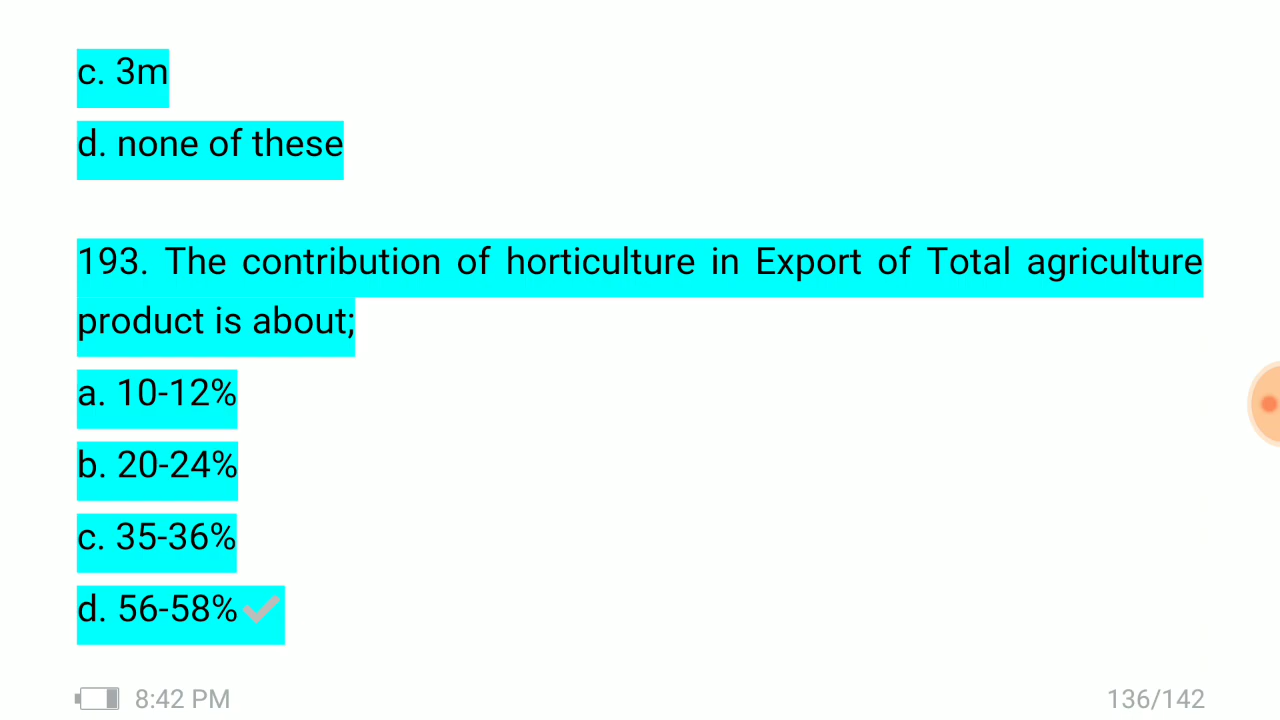 c. 3m
d. none of these
193. The contribution of horticulture in Export of Total agriculture
product is about;
a. 10-12%
b. 20-24%
c. 35-36%
d. 56-58%✔
8:42 PM
136/142